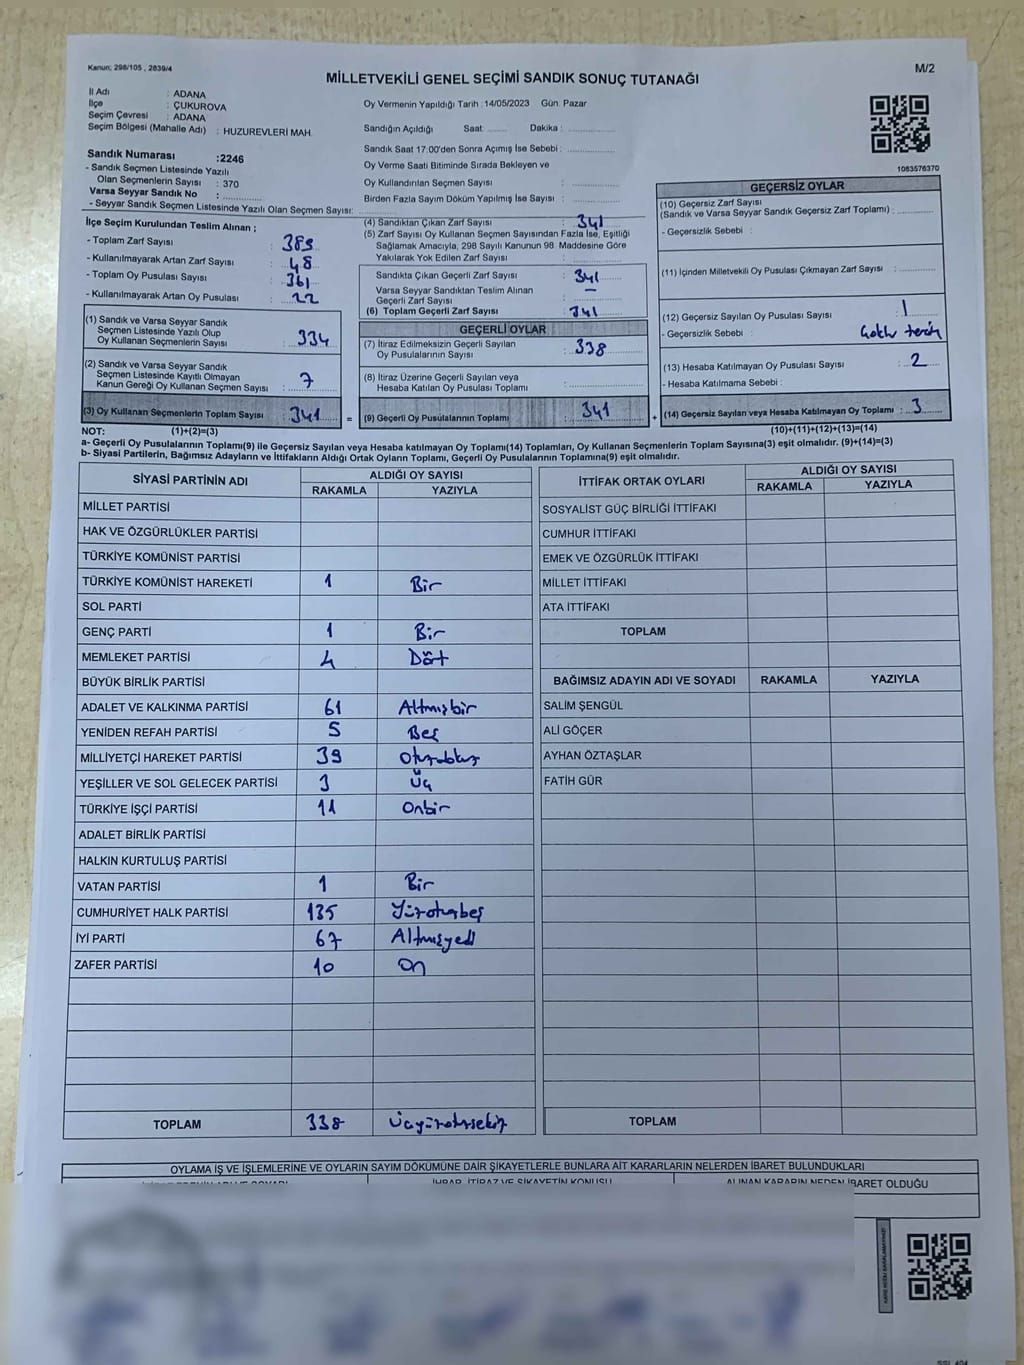 Kanun: 298/105 , 2839/4
M/2
MİLLETVEKİLİ GENEL SEÇİMİ SANDIK SONUÇ TUTANAĞI
İl Adı : ADANA
İlçe : ÇUKUROVA
Seçim Çevresi : ADANA
Seçim Bölgesi (Mahalle Adı) : HUZUREVLERİ MAH.
Sandık Numarası :2246
- Sandık Seçmen Listesinde Yazılı
Olan Seçmenlerin Sayısı : 370
Varsa Seyyar Sandık No :
- Seyyar Sandık Seçmen Listesinde Yazılı Olan Seçmen Sayısı:
Oy Vermenin Yapıldığı Tarih :14/05/2023 Gün: Pazar
Sandığın Açıldığı Saat: Dakika :
Sandık Saat 17:00'den Sonra Açımış İse Sebebi :
Oy Verme Saati Bitiminde Sırada Bekleyen ve
Oy Kullandırılan Seçmen Sayısı :
Birden Fazla Sayım Döküm Yapılmış İse Sayısı :
1063576370
İlçe Seçim Kurulundan Teslim Alınan ;
- Toplam Zarf Sayısı : 389
- Kullanılmayarak Artan Zarf Sayısı : 48
- Toplam Oy Pusulası Sayısı : 361
- Kullanılmayarak Artan Oy Pusulası : 22
(1) Sandık ve Varsa Seyyar Sandık
Seçmen Listesinde Yazılı Olup
Oy Kullanan Seçmenlerin Sayısı : 334
(2) Sandık ve Varsa Seyyar Sandık
Seçmen Listesinde Kayıtlı Olmayan
Kanun Gereği Oy Kullanan Seçmen Sayısı : 7
(3) Oy Kullanan Seçmenlerin Toplam Sayısı : 341 =
(4) Sandıktan Çıkan Zarf Sayısı : 341
(5) Zarf Sayısı Oy Kullanan Seçmen Sayısından Fazla İse, Eşitliği
Sağlamak Amacıyla, 298 Sayılı Kanunun 98. Maddesine Göre
Yakılarak Yok Edilen Zarf Sayısı :
Sandıkta Çıkan Geçerli Zarf Sayısı : 341
Varsa Seyyar Sandıktan Teslim Alınan
Geçerli Zarf Sayısı : —
(6) Toplam Geçerli Zarf Sayısı : 341
GEÇERLİ OYLAR
(7) İtiraz Edilmeksizin Geçerli Sayılan
Oy Pusulalarının Sayısı : 338
(8) İtiraz Üzerine Geçerli Sayılan veya
Hesaba Katılan Oy Pusulası Toplamı :
(9) Geçerli Oy Pusulalarının Toplamı : 341 +
GEÇERSİZ OYLAR
(10) Geçersiz Zarf Sayısı
(Sandık ve Varsa Seyyar Sandık Geçersiz Zarf Toplamı) :
- Geçersizlik Sebebi :
(11) İçinden Milletvekili Oy Pusulası Çıkmayan Zarf Sayısı :
(12) Geçersiz Sayılan Oy Pusulası Sayısı : 1
- Geçersizlik Sebebi :
(13) Hesaba Katılmayan Oy Pusulası Sayısı : 2
- Hesaba Katılmama Sebebi :
(14) Geçersiz Sayılan veya Hesaba Katılmayan Oy Toplamı : 3
NOT: (1)+(2)=(3) (10)+(11)+(12)+(13)=(14)
a- Geçerli Oy Pusulalarının Toplamı(9) ile Geçersiz Sayılan veya Hesaba katılmayan Oy Toplamı(14) Toplamları, Oy Kullanan Seçmenlerin Toplam Sayısına(3) eşit olmalıdır. (9)+(14)=(3)
b- Siyasi Partilerin, Bağımsız Adayların ve İttifakların Aldığı Ortak Oyların Toplamı, Geçerli Oy Pusulalarının Toplamına(9) eşit olmalıdır.
SİYASİ PARTİNİN ADI ALDIĞI OY SAYISI
RAKAMLA YAZIYLA
MİLLET PARTİSİ
HAK VE ÖZGÜRLÜKLER PARTİSİ
TÜRKİYE KOMÜNİST PARTİSİ
TÜRKİYE KOMÜNİST HAREKETİ 1 Bir
SOL PARTİ
GENÇ PARTİ 1 Bir
MEMLEKET PARTİSİ 4 Dört
BÜYÜK BİRLİK PARTİSİ
ADALET VE KALKINMA PARTİSİ 61 Altmışbir
YENİDEN REFAH PARTİSİ 5 Beş
MİLLİYETÇİ HAREKET PARTİSİ 39 Otuzdokuz
YEŞİLLER VE SOL GELECEK PARTİSİ 3 Üç
TÜRKİYE İŞÇİ PARTİSİ 11 Onbir
ADALET BİRLİK PARTİSİ
HALKIN KURTULUŞ PARTİSİ
VATAN PARTİSİ 1 Bir
CUMHURİYET HALK PARTİSİ 135 Yüzotuzbeş
İYİ PARTİ 67 Altmışyedi
ZAFER PARTİSİ 10 On
TOPLAM 338 Üçyüzotuzsekiz
İTTİFAK ORTAK OYLARI ALDIĞI OY SAYISI
RAKAMLA YAZIYLA
SOSYALİST GÜÇ BİRLİĞİ İTTİFAKI
CUMHUR İTTİFAKI
EMEK VE ÖZGÜRLÜK İTTİFAKI
MİLLET İTTİFAKI
ATA İTTİFAKI
TOPLAM
BAĞIMSIZ ADAYIN ADI VE SOYADI RAKAMLA YAZIYLA
SALİM ŞENGÜL
ALİ GÖÇER
AYHAN ÖZTAŞLAR
FATİH GÜR
TOPLAM
OYLAMA İŞ VE İŞLEMLERİNE VE OYLARIN SAYIM DÖKÜMÜNE DAİR ŞİKAYETLERLE BUNLARA AİT KARARLARIN NELERDEN İBARET BULUNDUKLARI
İHBAR, İTİRAZ VE ŞİKAYETİN KONUSU ALINAN KARARIN NEDEN İBARET OLDUĞU